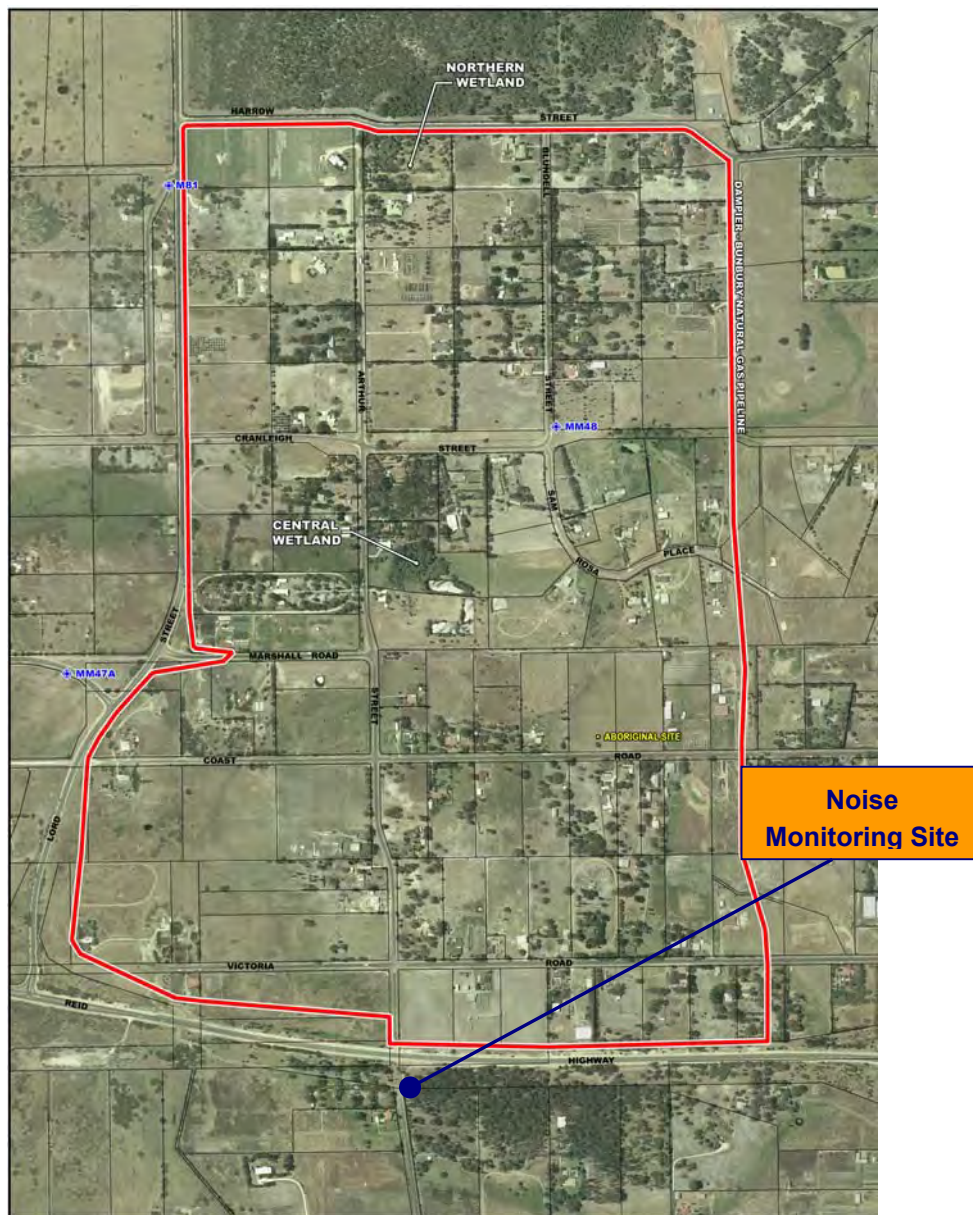 NORTHERN
WETLAND
HARROW
STREET
M81
BLUNDELL
DAMPIER - BUNBURY NATURAL GAS PIPELINE
ARTHUR
STREET
MM48
CRANLEIGH
STREET
SAM
CENTRAL
WETLAND
ROSA
PLACE
STREET
MARSHALL ROAD
MM47A
STREET
ABORIGINAL SITE
COAST
ROAD
LORD
Noise
Monitoring Site
VICTORIA
ROAD
REID
HIGHWAY